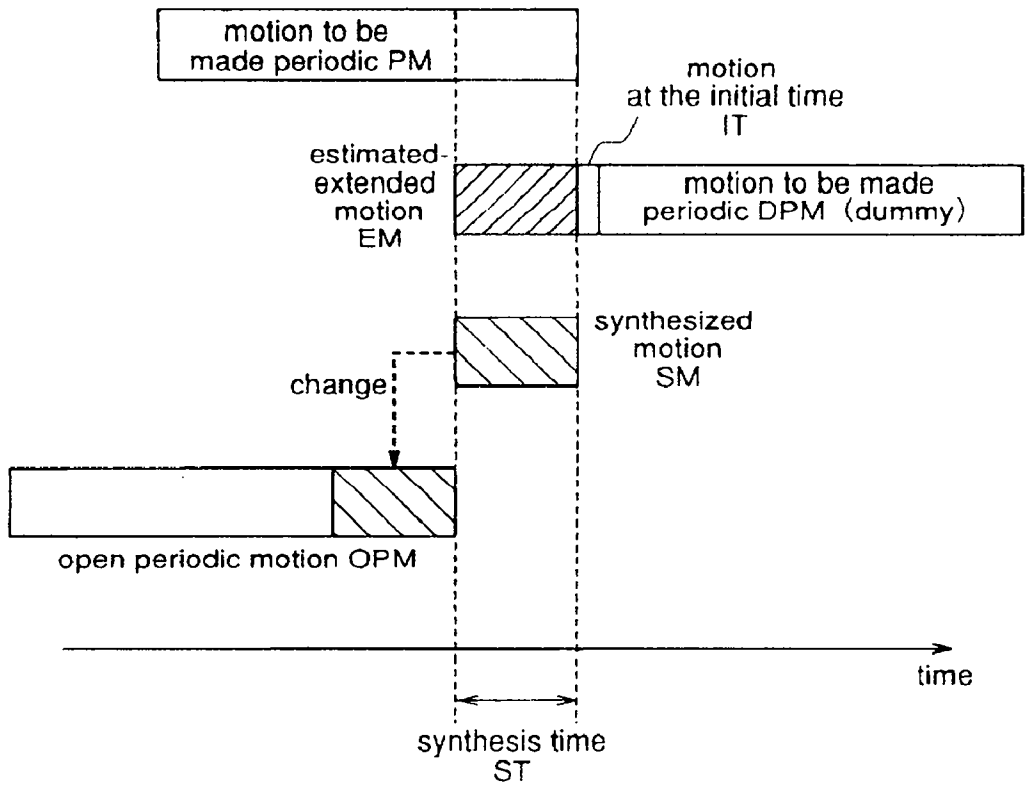 motion to be
made periodic PM
motion
at the initial time
IT
estimated-
extended
motion
EM
motion to be made
periodic DPM (dummy)
synthesized
motion
SM
change
open periodic motion OPM
time
synthesis time
ST